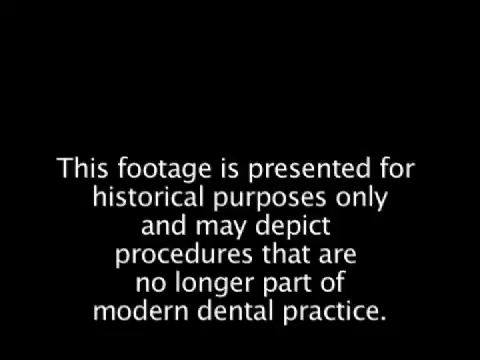 This footage is presented for
historical purposes only
and may depict
procedures that are
no longer part of
modern dental practice.